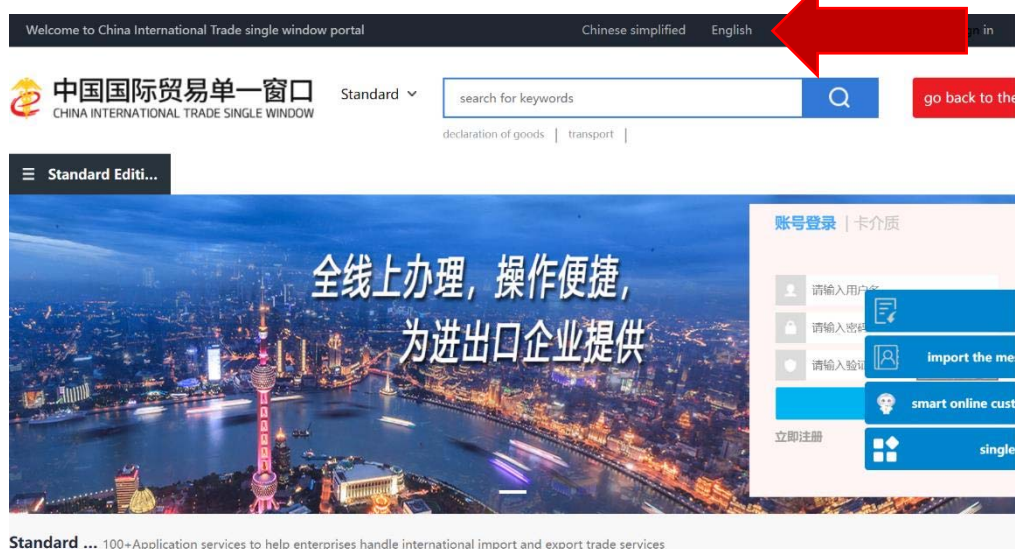 Welcome to China International Trade single window portal
Chinese simplified English
in
中国国际贸易单一窗口
CHINA INTERNATIONAL TRADE SINGLE WINDOW
Standard
search for keywords
go back to the
declaration of goods | transport |
Standard Editi...
账号登录 | 卡介质
全线上办理，操作便捷，
为进出口企业提供
请输入用户名
请输入密码
请输入验证
import the me
smart online cust
single
立即注册
Standard ... 100+Application services to help enterprises handle international import and export trade services